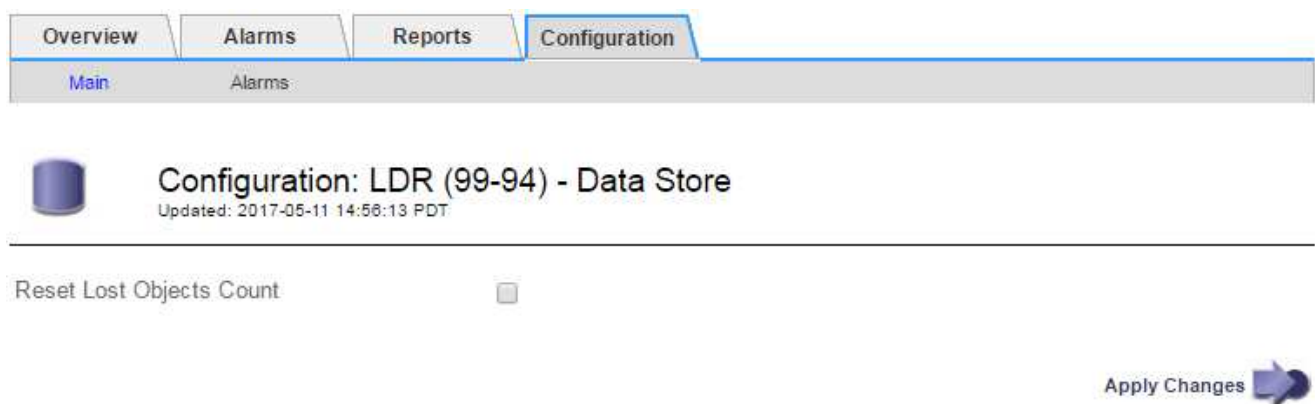 Overview Alarms Reports Configuration
Main Alarms
Configuration: LDR (99-94) - Data Store
Updated: 2017-05-11 14:56:13 PDT
Reset Lost Objects Count
Apply Changes